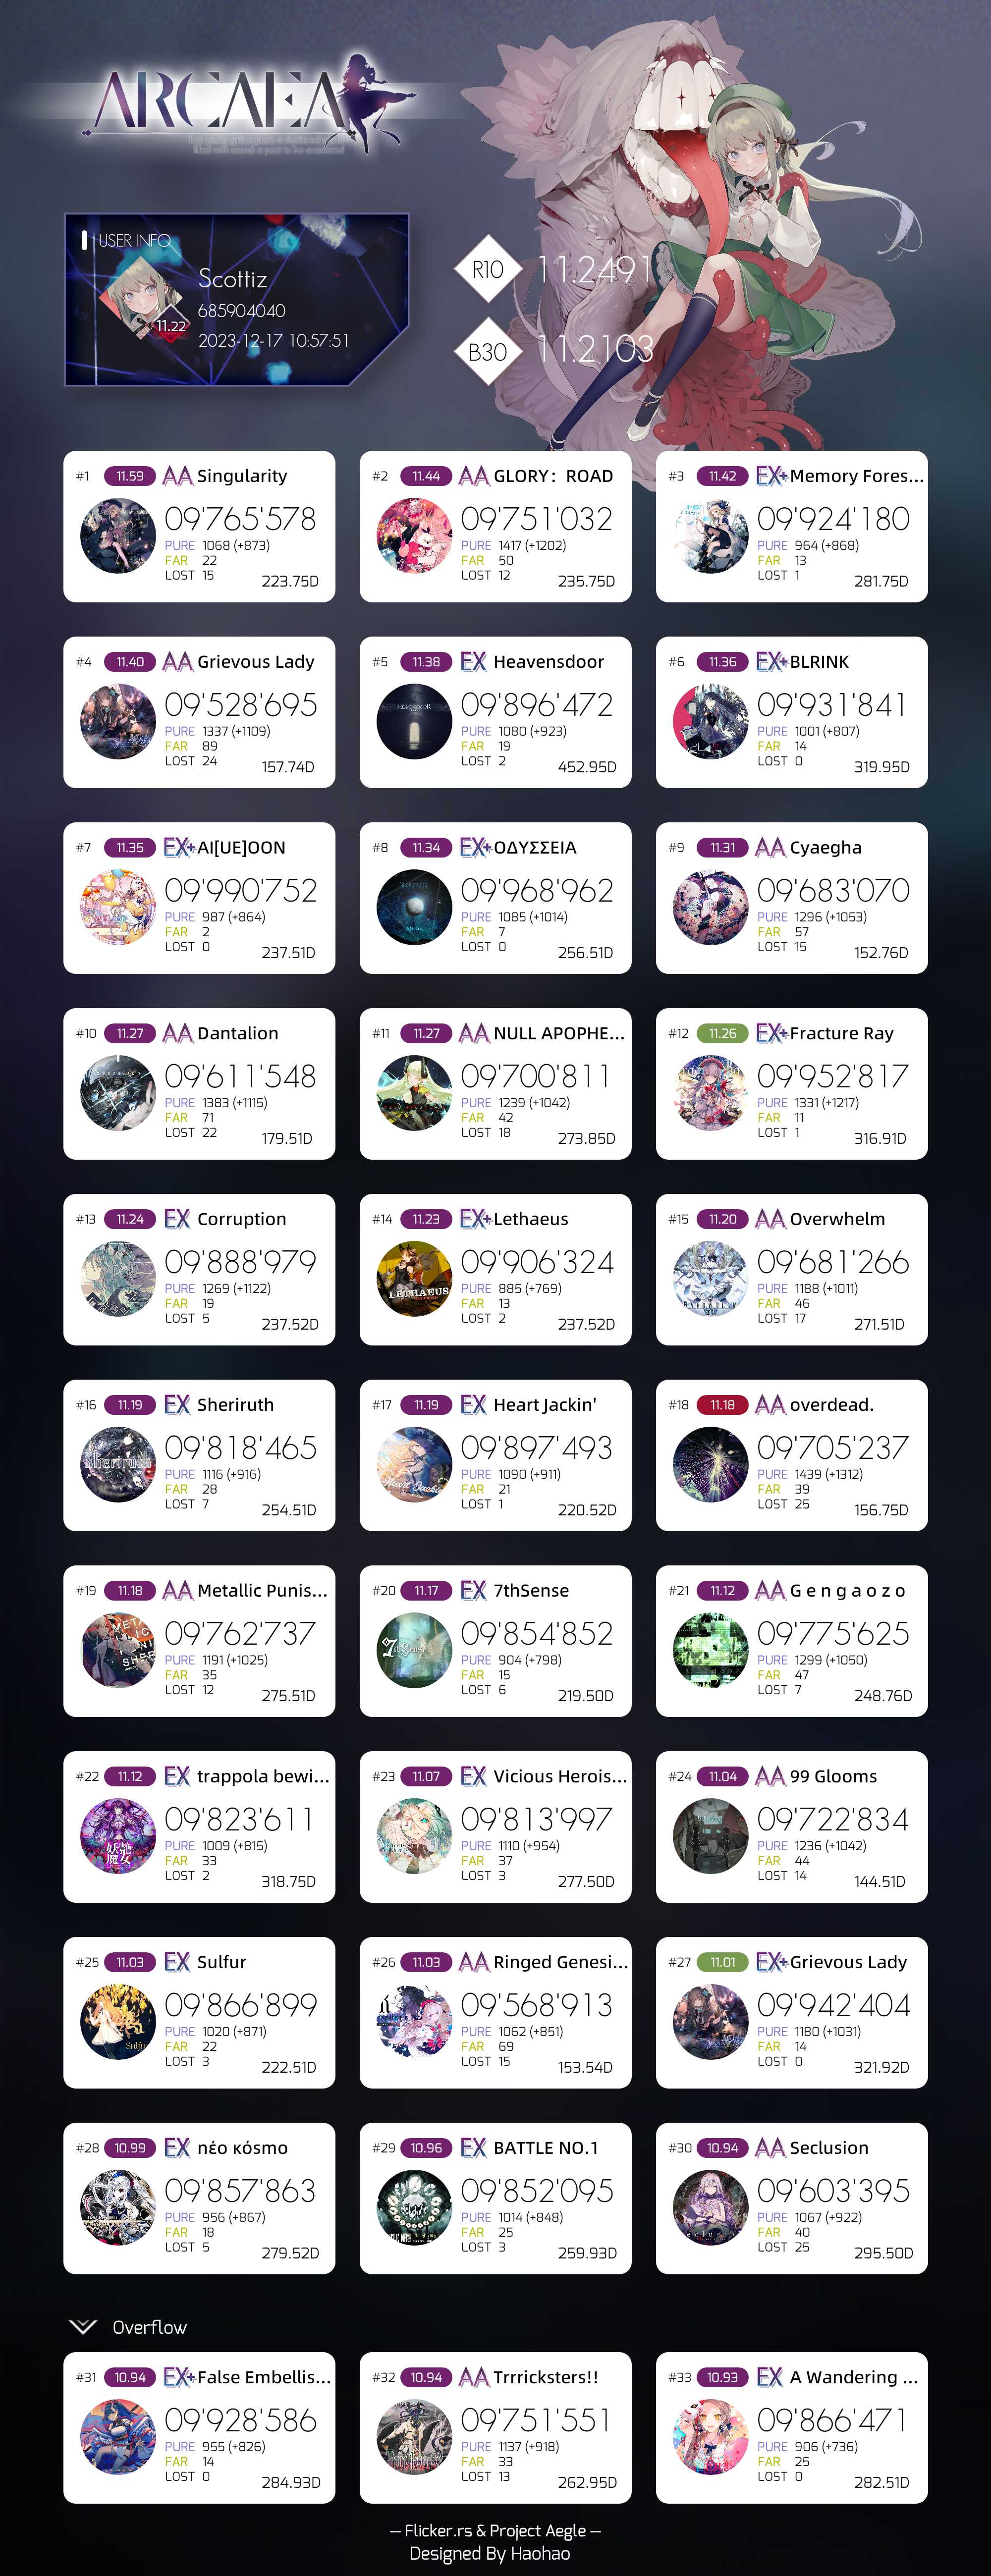 ARCAEA
USER INFO
Scottiz
11.22
685904040
2023-12-17 10:57:51
R10 11.2491
B30 11.2103
#1 11.59 AA Singularity
09'765'578
PURE 1068 (+873)
FAR 22
LOST 15 223.75D
#2 11.44 AA GLORY：ROAD
09'751'032
PURE 1417 (+1202)
FAR 50
LOST 12 235.75D
#3 11.42 EX+ Memory Fores...
09'924'180
PURE 964 (+868)
FAR 13
LOST 1 281.75D
#4 11.40 AA Grievous Lady
09'528'695
PURE 1337 (+1109)
FAR 89
LOST 24 157.74D
#5 11.38 EX Heavensdoor
09'896'472
PURE 1080 (+923)
FAR 19
LOST 2 452.95D
#6 11.36 EX+ BLRINK
09'931'841
PURE 1001 (+807)
FAR 14
LOST 0 319.95D
#7 11.35 EX+ AI[UE]OON
09'990'752
PURE 987 (+864)
FAR 2
LOST 0 237.51D
#8 11.34 EX+ ΟΔΥΣΣΕΙΑ
09'968'962
PURE 1085 (+1014)
FAR 7
LOST 0 256.51D
#9 11.31 AA Cyaegha
09'683'070
PURE 1296 (+1053)
FAR 57
LOST 15 152.76D
#10 11.27 AA Dantalion
09'611'548
PURE 1383 (+1115)
FAR 71
LOST 22 179.51D
#11 11.27 AA NULL APOPHE...
09'700'811
PURE 1239 (+1042)
FAR 42
LOST 18 273.85D
#12 11.26 EX+ Fracture Ray
09'952'817
PURE 1331 (+1217)
FAR 11
LOST 1 316.91D
#13 11.24 EX Corruption
09'888'979
PURE 1269 (+1122)
FAR 19
LOST 5 237.52D
#14 11.23 EX+ Lethaeus
LETHAEUS
09'906'324
PURE 885 (+769)
FAR 13
LOST 2 237.52D
#15 11.20 AA Overwhelm
09'681'266
PURE 1188 (+1011)
FAR 46
LOST 17 271.51D
#16 11.19 EX Sheriruth
09'818'465
PURE 1116 (+916)
FAR 28
LOST 7 254.51D
#17 11.19 EX Heart Jackin'
09'897'493
PURE 1090 (+911)
FAR 21
LOST 1 220.52D
#18 11.18 AA overdead.
09'705'237
PURE 1439 (+1312)
FAR 39
LOST 25 156.75D
#19 11.18 AA Metallic Punis...
09'762'737
PURE 1191 (+1025)
FAR 35
LOST 12 275.51D
#20 11.17 EX 7thSense
09'854'852
PURE 904 (+798)
FAR 15
LOST 6 219.50D
#21 11.12 AA G e n g a o z o
09'775'625
PURE 1299 (+1050)
FAR 47
LOST 7 248.76D
#22 11.12 EX trappola bewi...
妖艶
魔女
09'823'611
PURE 1009 (+815)
FAR 33
LOST 2 318.75D
#23 11.07 EX Vicious Herois...
09'813'997
PURE 1110 (+954)
FAR 37
LOST 3 277.50D
#24 11.04 AA 99 Glooms
09'722'834
PURE 1236 (+1042)
FAR 44
LOST 14 144.51D
#25 11.03 EX Sulfur
09'866'899
PURE 1020 (+871)
FAR 22
LOST 3 222.51D
#26 11.03 AA Ringed Genesi...
09'568'913
PURE 1062 (+851)
FAR 69
LOST 15 153.54D
#27 11.01 EX+ Grievous Lady
09'942'404
PURE 1180 (+1031)
FAR 14
LOST 0 321.92D
#28 10.99 EX néo κόsmo
09'857'863
PURE 956 (+867)
FAR 18
LOST 5 279.52D
#29 10.96 EX BATTLE NO.1
09'852'095
PURE 1014 (+848)
FAR 25
LOST 3 259.93D
#30 10.94 AA Seclusion
09'603'395
PURE 1067 (+922)
FAR 40
LOST 25 295.50D
Overflow
#31 10.94 EX+ False Embellis...
09'928'586
PURE 955 (+826)
FAR 14
LOST 0 284.93D
#32 10.94 AA Trrricksters!!
09'751'551
PURE 1137 (+918)
FAR 33
LOST 13 262.95D
#33 10.93 EX A Wandering ...
09'866'471
PURE 906 (+736)
FAR 25
LOST 0 282.51D
-- Flicker.rs & Project Aegle --
Designed By Haohao